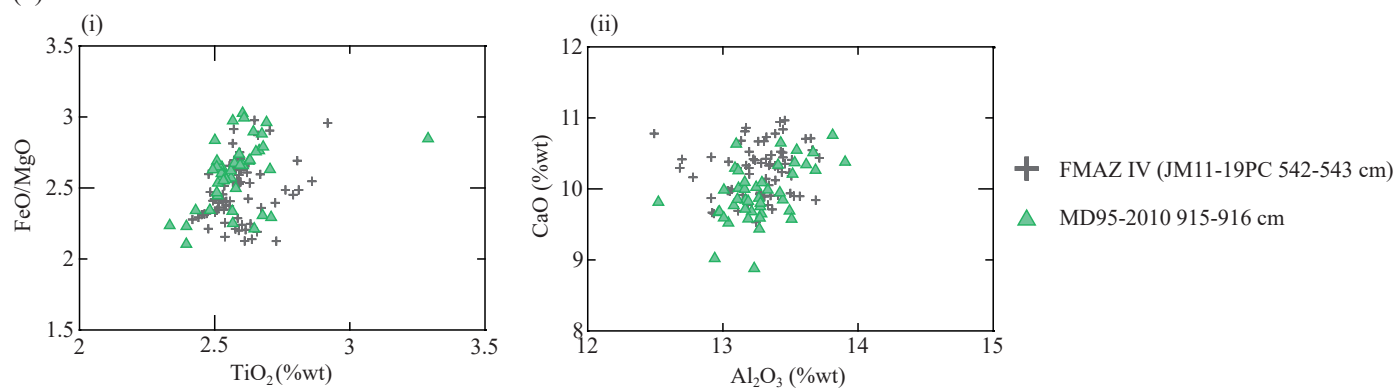 (i)
3.5
3
2.5
2
1.5
2
2.5
3
3.5
FeO/MgO
TiO₂ (%wt)
(ii)
12
11
10
9
8
12
13
14
15
CaO (%wt)
Al₂O₃ (%wt)
FMAZ IV (JM11-19PC 542-543 cm)
MD95-2010 915-916 cm